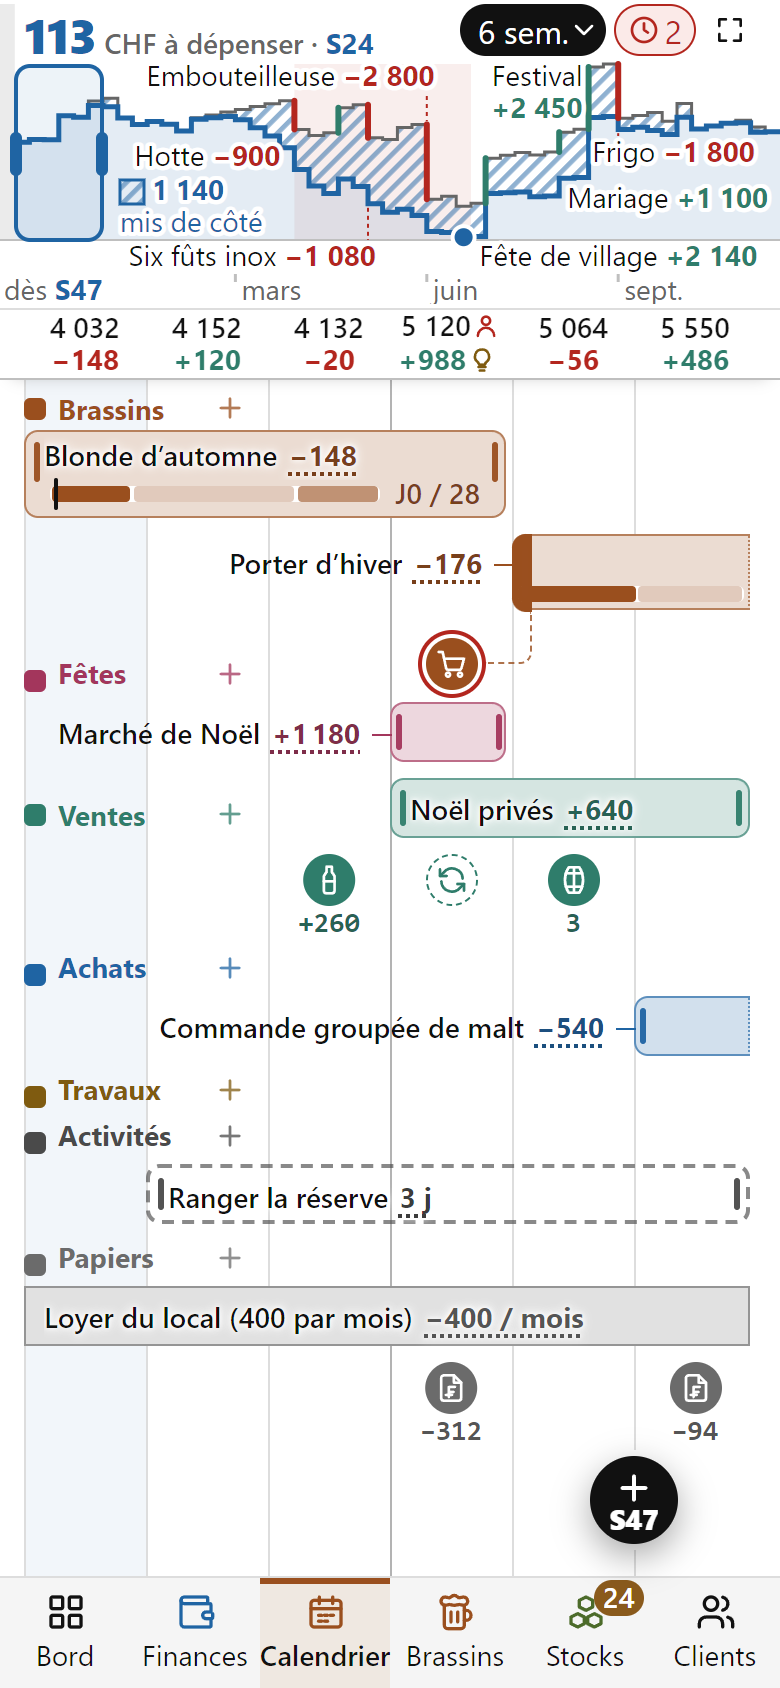 113 CHF à dépenser · S24
6 sem.
2
Embouteilleuse −2 800
Festival
+2 450
Hotte −900
Frigo −1 800
1 140
mis de côté
Mariage +1 100
Six fûts inox −1 080
Fête de village +2 140
dès S47
mars
juin
sept.
4 032 4 152 4 132 5 120 5 064 5 550
−148 +120 −20 +988 −56 +486
Brassins +
Blonde d’automne −148
J0 / 28
Porter d’hiver −176
Fêtes +
Marché de Noël +1 180
Ventes +
Noël privés +640
+260
3
Achats +
Commande groupée de malt −540
Travaux +
Activités +
Ranger la réserve 3 j
Papiers +
Loyer du local (400 par mois) −400 / mois
−312
−94
+
S47
24
Bord
Finances
Calendrier
Brassins
Stocks
Clients